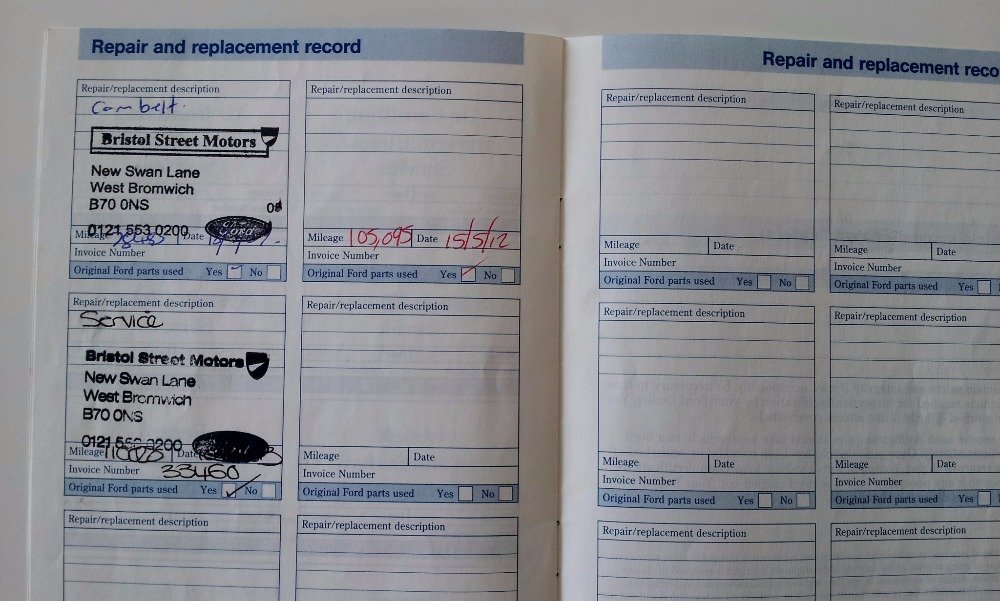 Repair and replacement record
Repair/replacement description
Cam belt.
Bristol Street Motors
New Swan Lane
West Bromwich
B70 0NS
0121 553 0200
Mileage Date
Invoice Number
Original Ford parts used Yes No
Repair/replacement description
Mileage 105,095 Date 15/5/12
Invoice Number
Original Ford parts used Yes No
Repair/replacement description
Service
Bristol Street Motors
New Swan Lane
West Bromwich
B70 0NS
0121 0200
Mileage Date
Invoice Number 33460
Original Ford parts used Yes No
Repair/replacement description
Mileage Date
Invoice Number
Original Ford parts used Yes No
Repair/replacement description
Repair/replacement description
Repair and replacement reco
Repair/replacement description
Mileage Date
Invoice Number
Original Ford parts used Yes No
Repair/replacement description
Mileage Date
Invoice Number
Original Ford parts used Yes
Repair/replacement description
Mileage Date
Invoice Number
Original Ford parts used Yes No
Repair/replacement description
Mileage Date
Invoice Number
Original Ford parts used Yes
Repair/replacement description
Repair/replacement description